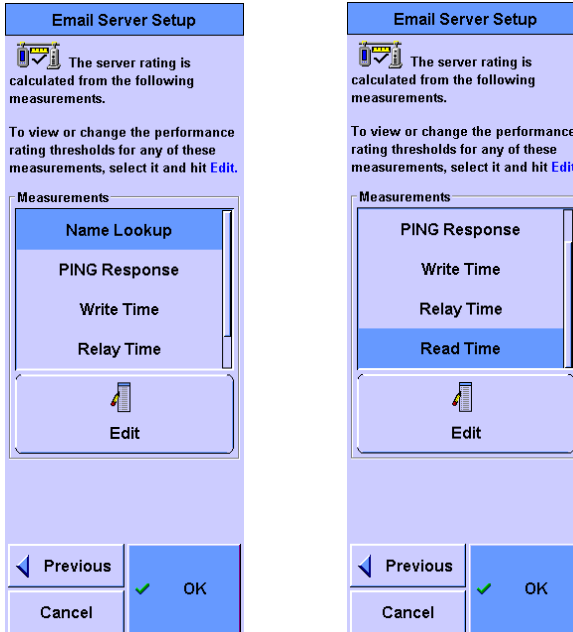 Email Server Setup
The server rating is
calculated from the following
measurements.
To view or change the performance
rating thresholds for any of these
measurements, select it and hit Edit.
Measurements
Name Lookup
PING Response
Write Time
Relay Time
Edit
Previous
OK
Cancel
Email Server Setup
The server rating is
calculated from the following
measurements.
To view or change the performance
rating thresholds for any of these
measurements, select it and hit Edit
Measurements
PING Response
Write Time
Relay Time
Read Time
Edit
Previous
OK
Cancel